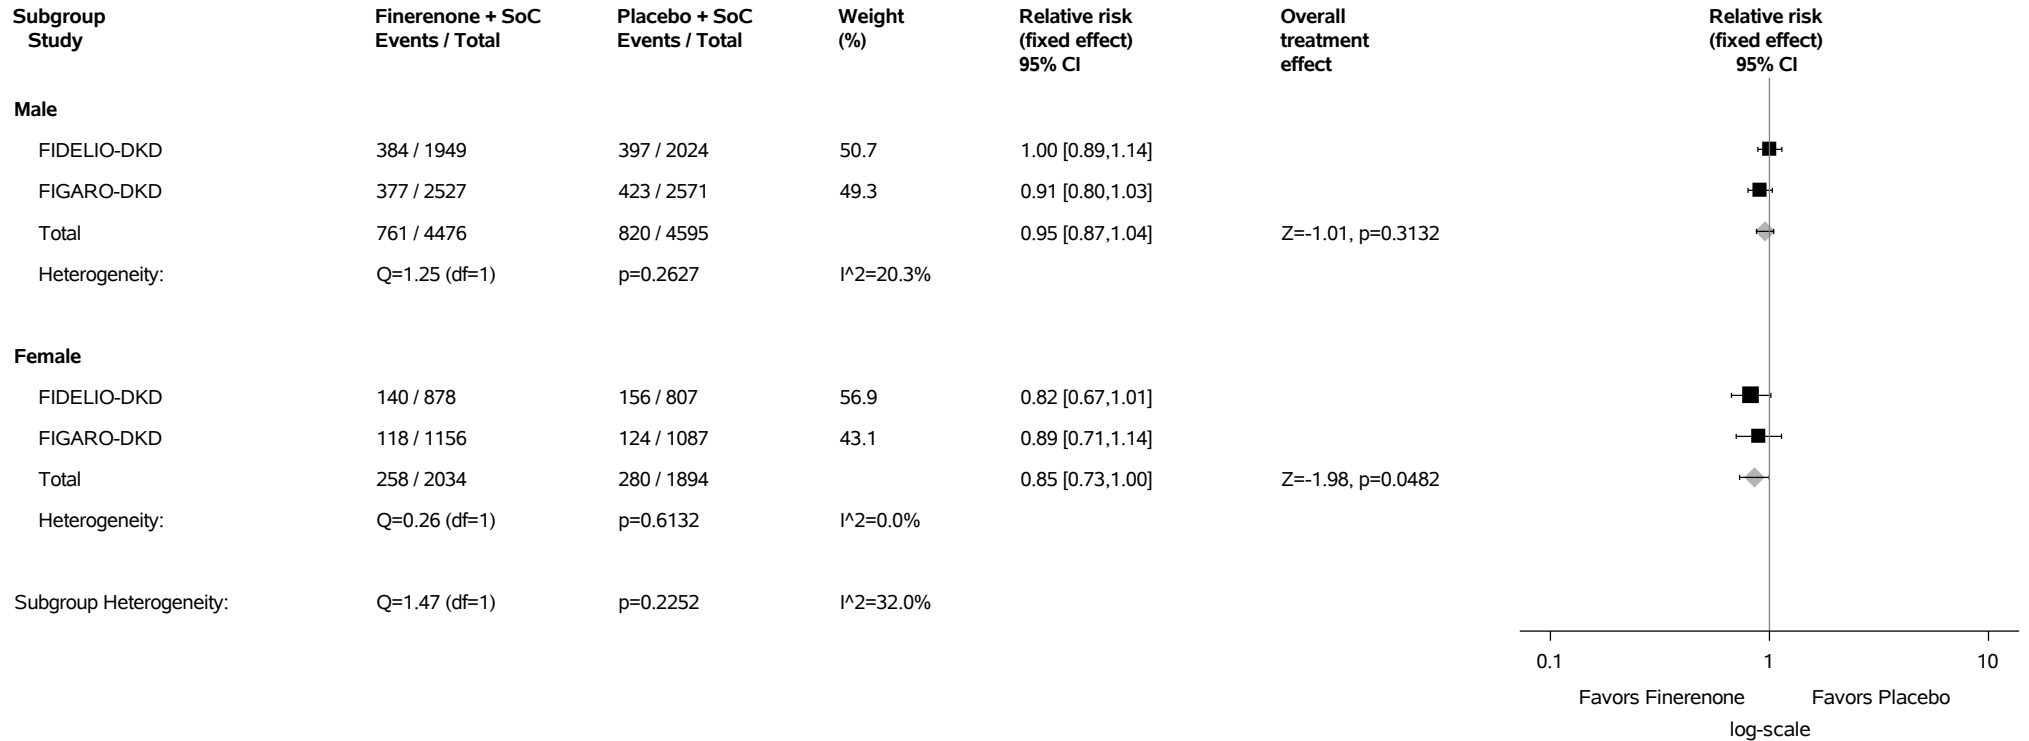 Subgroup Finerenone + SoC Placebo + SoC Weight Relative risk Overall Relative risk
Study Events / Total Events / Total (%) (fixed effect) treatment (fixed effect)
95% CI effect 95% CI
Male
FIDELIO-DKD 384 / 1949 397 / 2024 50.7 1.00 [0.89,1.14]
FIGARO-DKD 377 / 2527 423 / 2571 49.3 0.91 [0.80,1.03]
Total 761 / 4476 820 / 4595 0.95 [0.87,1.04] Z=-1.01, p=0.3132
Heterogeneity: Q=1.25 (df=1) p=0.2627 I^2=20.3%
Female
FIDELIO-DKD 140 / 878 156 / 807 56.9 0.82 [0.67,1.01]
FIGARO-DKD 118 / 1156 124 / 1087 43.1 0.89 [0.71,1.14]
Total 258 / 2034 280 / 1894 0.85 [0.73,1.00] Z=-1.98, p=0.0482
Heterogeneity: Q=0.26 (df=1) p=0.6132 I^2=0.0%
Subgroup Heterogeneity: Q=1.47 (df=1) p=0.2252 I^2=32.0%
0.1 1 10
Favors Finerenone Favors Placebo
log-scale